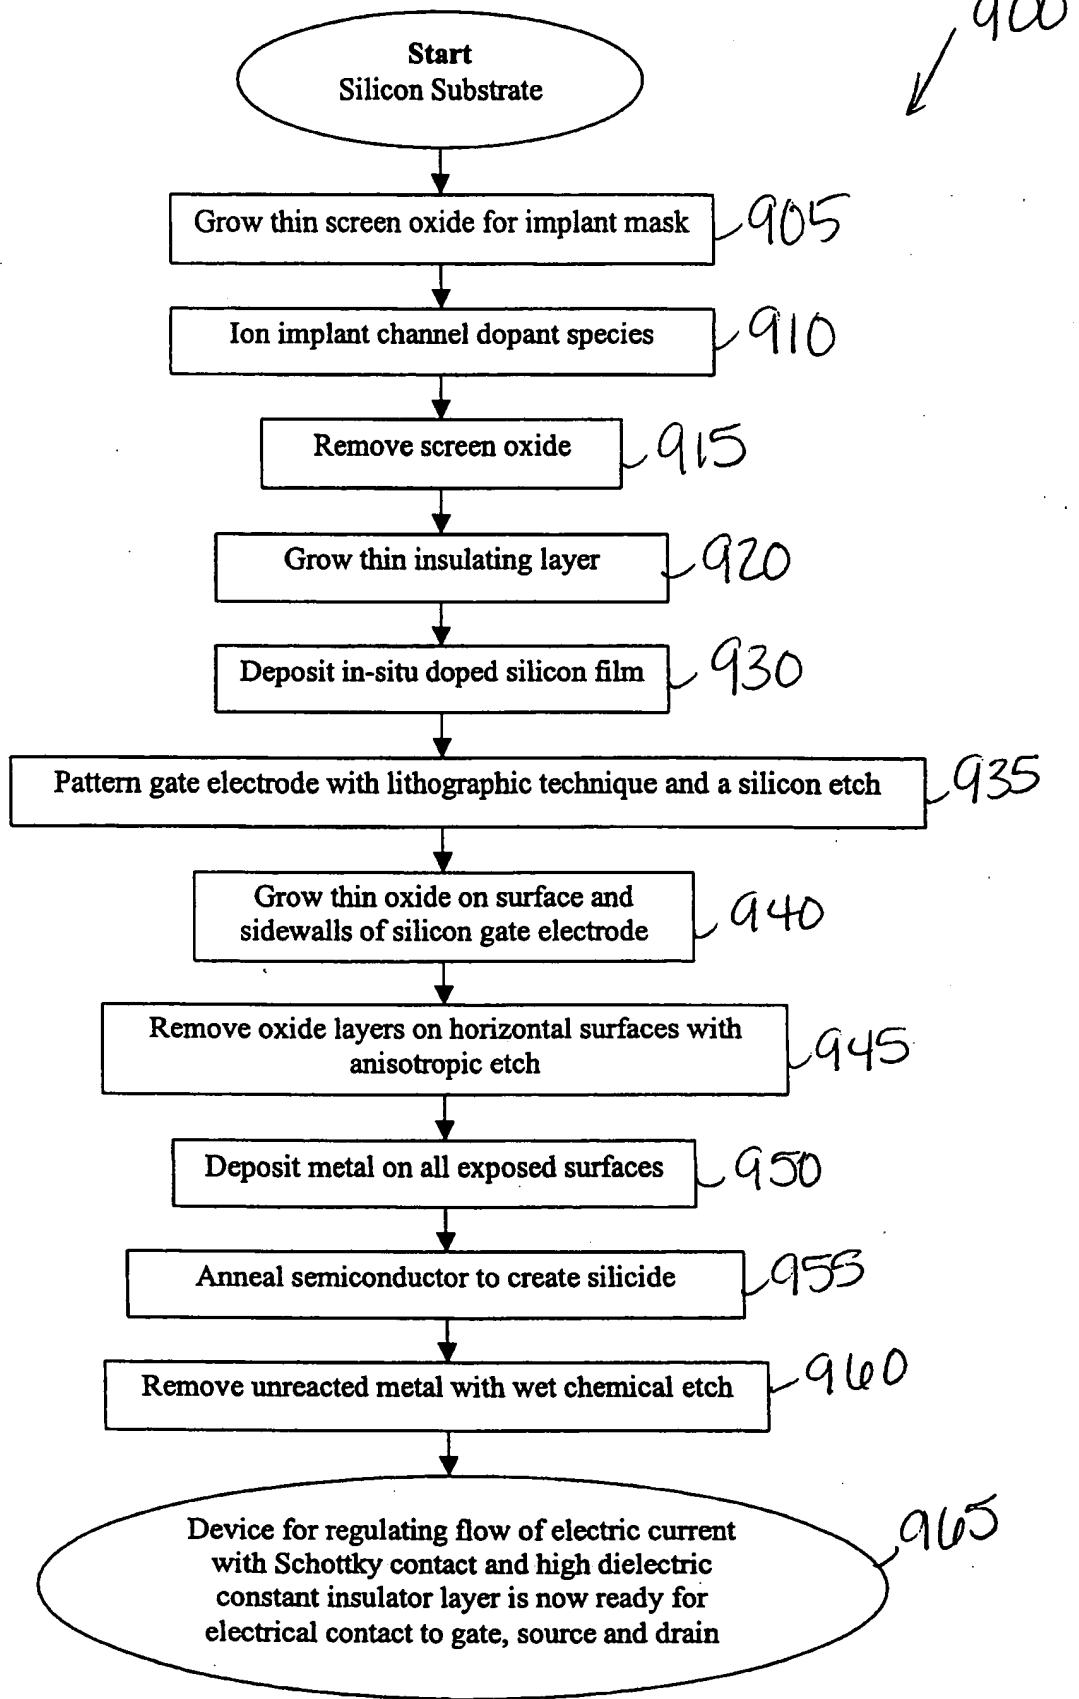 900
Start
Silicon Substrate
Grow thin screen oxide for implant mask 905
Ion implant channel dopant species 910
Remove screen oxide 915
Grow thin insulating layer 920
Deposit in-situ doped silicon film 930
Pattern gate electrode with lithographic technique and a silicon etch 935
Grow thin oxide on surface and
sidewalls of silicon gate electrode 940
Remove oxide layers on horizontal surfaces with
anisotropic etch 945
Deposit metal on all exposed surfaces 950
Anneal semiconductor to create silicide 955
Remove unreacted metal with wet chemical etch 960
Device for regulating flow of electric current
with Schottky contact and high dielectric
constant insulator layer is now ready for
electrical contact to gate, source and drain
965